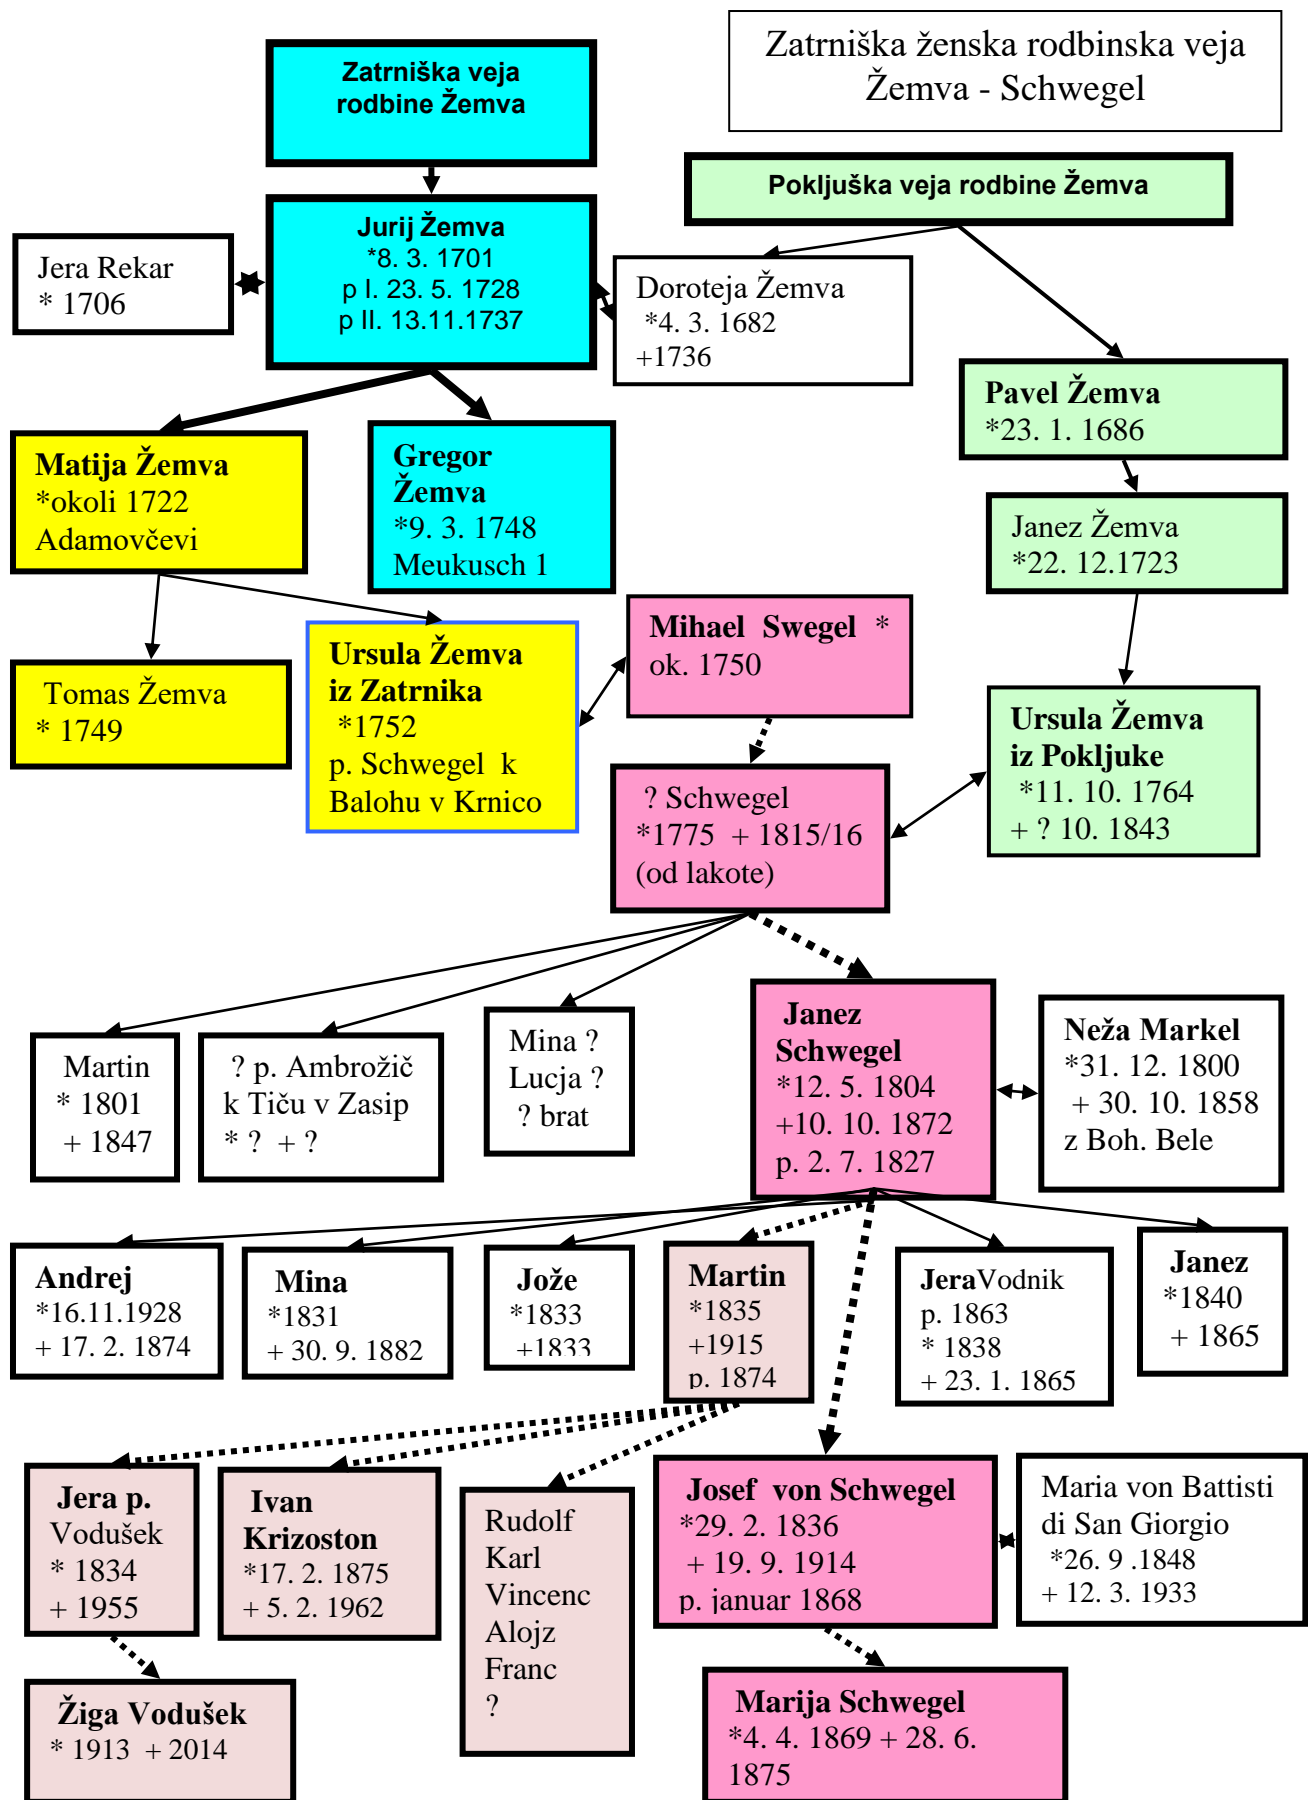 Zatrniška ženska rodbinska veja
Žemva - Schwegel
Zatrniška veja
rodbine Žemva
Pokljuška veja rodbine Žemva
Jera Rekar
* 1706
Jurij Žemva
*8. 3. 1701
p I. 23. 5. 1728
p II. 13.11.1737
Doroteja Žemva
*4. 3. 1682
+1736
Pavel Žemva
*23. 1. 1686
Matija Žemva
*okoli 1722
Adamovčevi
Gregor
Žemva
*9. 3. 1748
Meukusch 1
Janez Žemva
*22. 12.1723
Tomas Žemva
* 1749
Ursula Žemva
iz Zatrnika
*1752
p. Schwegel k
Balohu v Krnico
Mihael Swegel *
ok. 1750
Ursula Žemva
iz Pokljuke
*11. 10. 1764
+ ? 10. 1843
? Schwegel
*1775 + 1815/16
(od lakote)
Martin
* 1801
+ 1847
? p. Ambrožič
k Tiču v Zasip
* ? + ?
Mina ?
Lucja ?
? brat
Janez
Schwegel
*12. 5. 1804
+10. 10. 1872
p. 2. 7. 1827
Neža Markel
*31. 12. 1800
+ 30. 10. 1858
z Boh. Bele
Andrej
*16.11.1928
+ 17. 2. 1874
Mina
*1831
+ 30. 9. 1882
Jože
*1833
+1833
Martin
*1835
+1915
p. 1874
JeraVodnik
p. 1863
* 1838
+ 23. 1. 1865
Janez
*1840
+ 1865
Jera p.
Vodušek
* 1834
+ 1955
Ivan
Krizoston
*17. 2. 1875
+ 5. 2. 1962
Rudolf
Karl
Vincenc
Alojz
Franc
?
Josef von Schwegel
*29. 2. 1836
+ 19. 9. 1914
p. januar 1868
Maria von Battisti
di San Giorgio
*26. 9 .1848
+ 12. 3. 1933
Žiga Vodušek
* 1913 + 2014
Marija Schwegel
*4. 4. 1869 + 28. 6.
1875